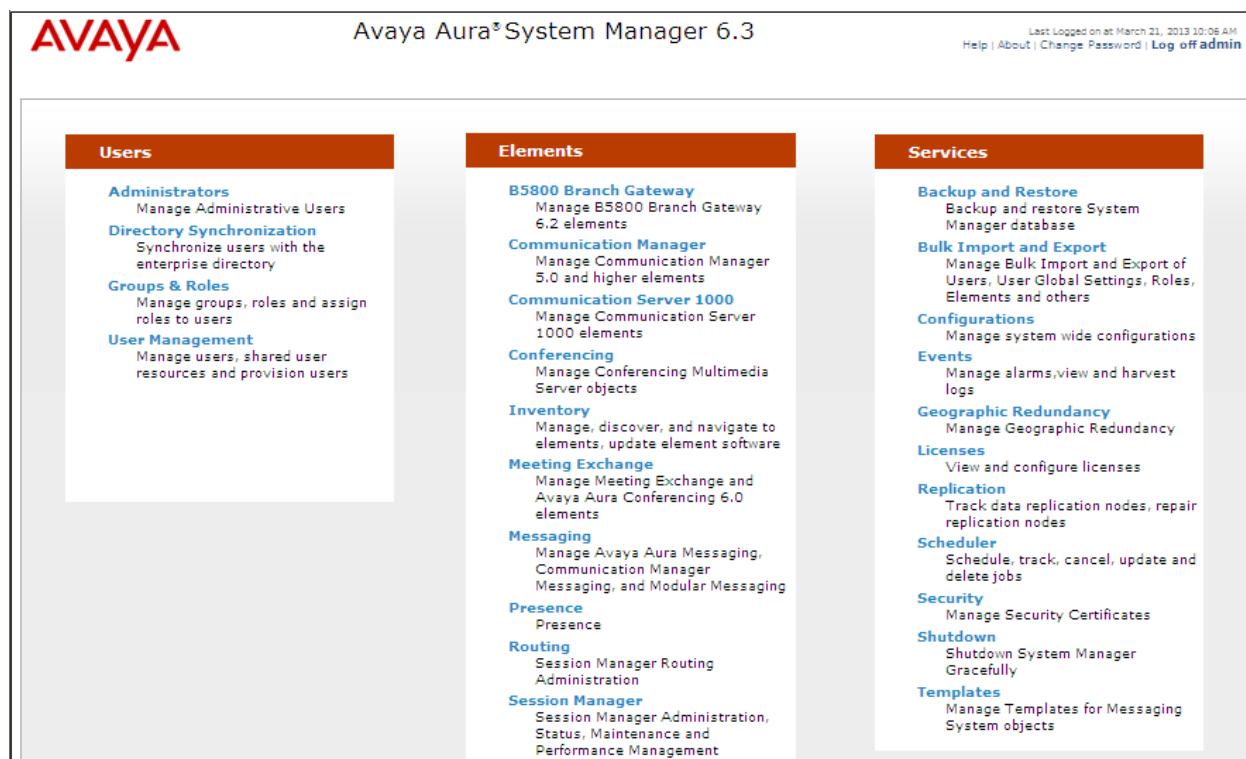 AVAYA
Avaya Aura® System Manager 6.3
Last Logged on at March 21, 2013 10:06 AM
Help | About | Change Password | Log off admin
Users
Administrators
Manage Administrative Users
Directory Synchronization
Synchronize users with the
enterprise directory
Groups & Roles
Manage groups, roles and assign
roles to users
User Management
Manage users, shared user
resources and provision users
Elements
B5800 Branch Gateway
Manage B5800 Branch Gateway
6.2 elements
Communication Manager
Manage Communication Manager
5.0 and higher elements
Communication Server 1000
Manage Communication Server
1000 elements
Conferencing
Manage Conferencing Multimedia
Server objects
Inventory
Manage, discover, and navigate to
elements, update element software
Meeting Exchange
Manage Meeting Exchange and
Avaya Aura Conferencing 6.0
elements
Messaging
Manage Avaya Aura Messaging,
Communication Manager
Messaging, and Modular Messaging
Presence
Presence
Routing
Session Manager Routing
Administration
Session Manager
Session Manager Administration,
Status, Maintenance and
Performance Management
Services
Backup and Restore
Backup and restore System
Manager database
Bulk Import and Export
Manage Bulk Import and Export of
Users, User Global Settings, Roles,
Elements and others
Configurations
Manage system wide configurations
Events
Manage alarms,view and harvest
logs
Geographic Redundancy
Manage Geographic Redundancy
Licenses
View and configure licenses
Replication
Track data replication nodes, repair
replication nodes
Scheduler
Schedule, track, cancel, update and
delete jobs
Security
Manage Security Certificates
Shutdown
Shutdown System Manager
Gracefully
Templates
Manage Templates for Messaging
System objects